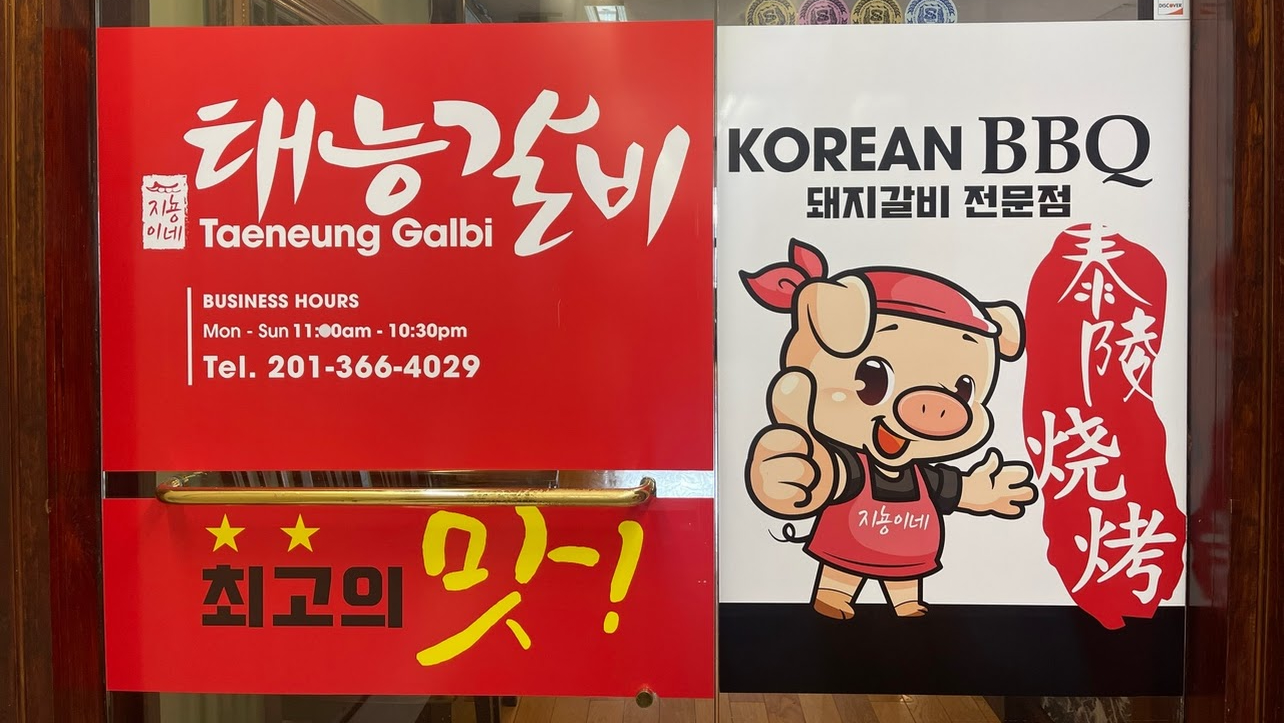 태능갈비
지뇽
이네
Taeneung Galbi
BUSINESS HOURS
Mon - Sun 11:00am - 10:30pm
Tel. 201-366-4029
최고의 맛!
DISCOVER
KOREAN BBQ
돼지갈비 전문점
泰陵烧烤
지뇽이네